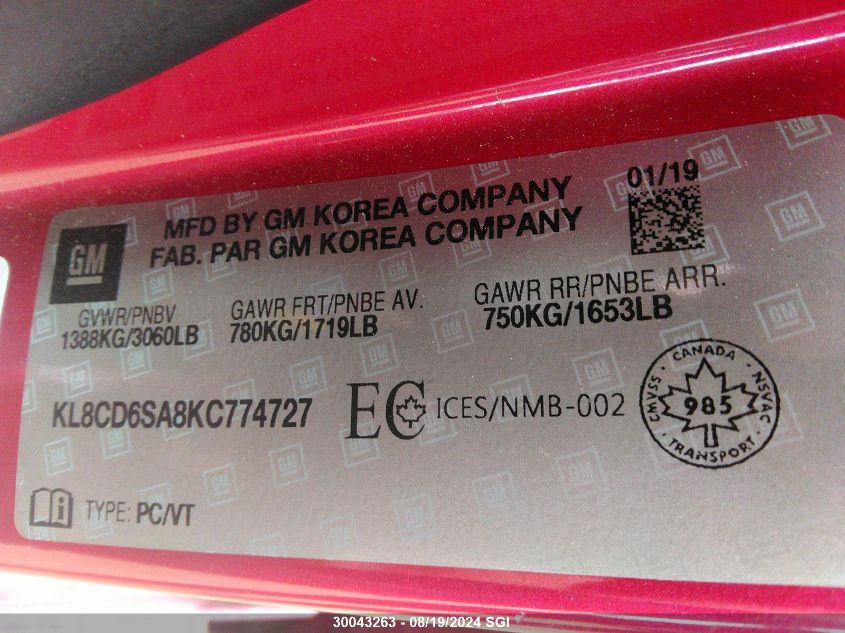 01/19
GM
MFD BY GM KOREA COMPANY
FAB. PAR GM KOREA COMPANY
GVWR/PNBV
1388KG/3060LB
GAWR FRT/PNBE AV.
780KG/1719LB
GAWR RR/PNBE ARR.
750KG/1653LB
KL8CD6SA8KC774727
EC ICES/NMB-002
CANADA
CMVSS
985
NSVAC
TRANSPORT
TYPE: PC/VT
30043263 - 08/19/2024 SGI